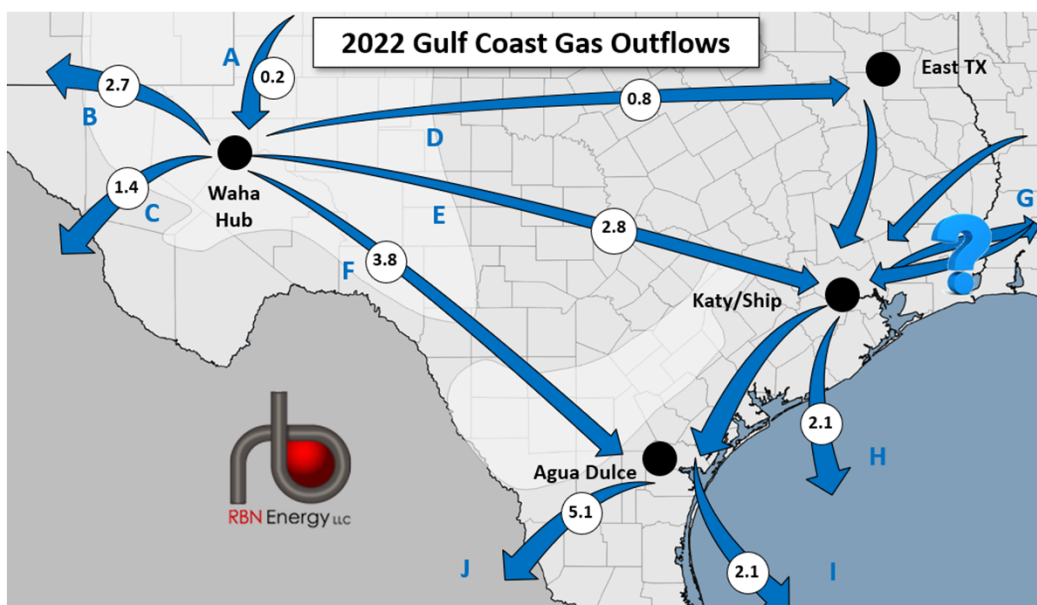 2022 Gulf Coast Gas Outflows
A
0.2
East TX
2.7
B
0.8
D
Waha
Hub
1.4
C
E
G
?
2.8
F
3.8
Katy/Ship
2.1
H
Agua Dulce
RBN Energy LLC
5.1
J
2.1
I